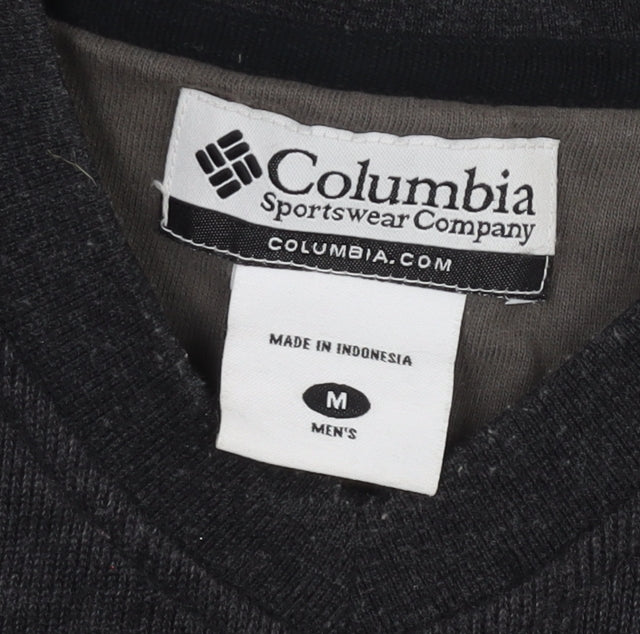 Columbia
Sportswear Company
COLUMBIA.COM
MADE IN INDONESIA
M
MEN'S